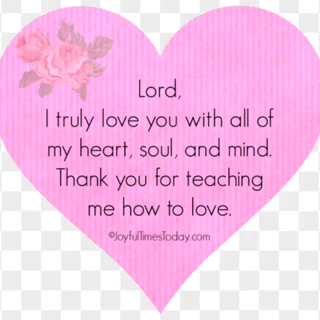 Lord,
I truly love you with all of
my heart, soul, and mind.
Thank you for teaching
me how to love.
©JoyfulTimesToday.com